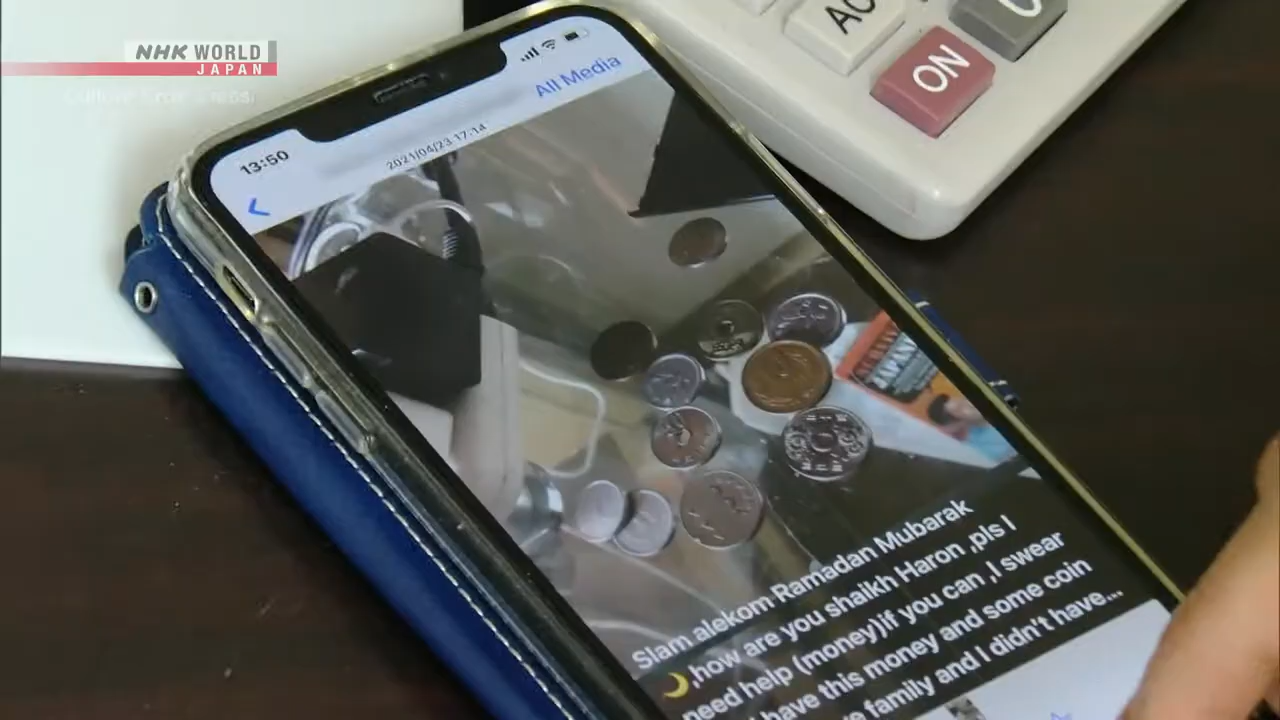 NHK WORLD
JAPAN
AC
ON
13:50
2021/04/23 17:14
All Media
Slam alekom Ramadan Mubarak
🌙,how are you shaikh Haron ,pls I
need help (money)if you can ,I swear
I have this money and some coin
family and I didn't have...